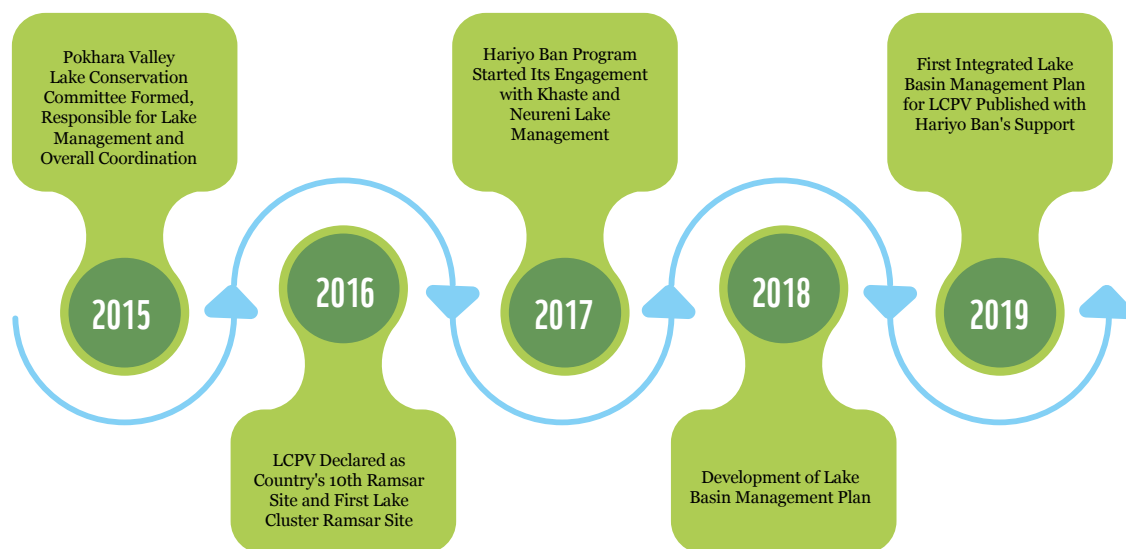 Pokhara Valley
Lake Conservation
Committee Formed,
Responsible for Lake
Management and
Overall Coordination
2015
2016
LCPV Declared as
Country's 10th Ramsar
Site and First Lake
Cluster Ramsar Site
Hariyo Ban Program
Started Its Engagement
with Khaste and
Neureni Lake
Management
2017
2018
Development of Lake
Basin Management Plan
First Integrated Lake
Basin Management Plan
for LCPV Published with
Hariyo Ban's Support
2019